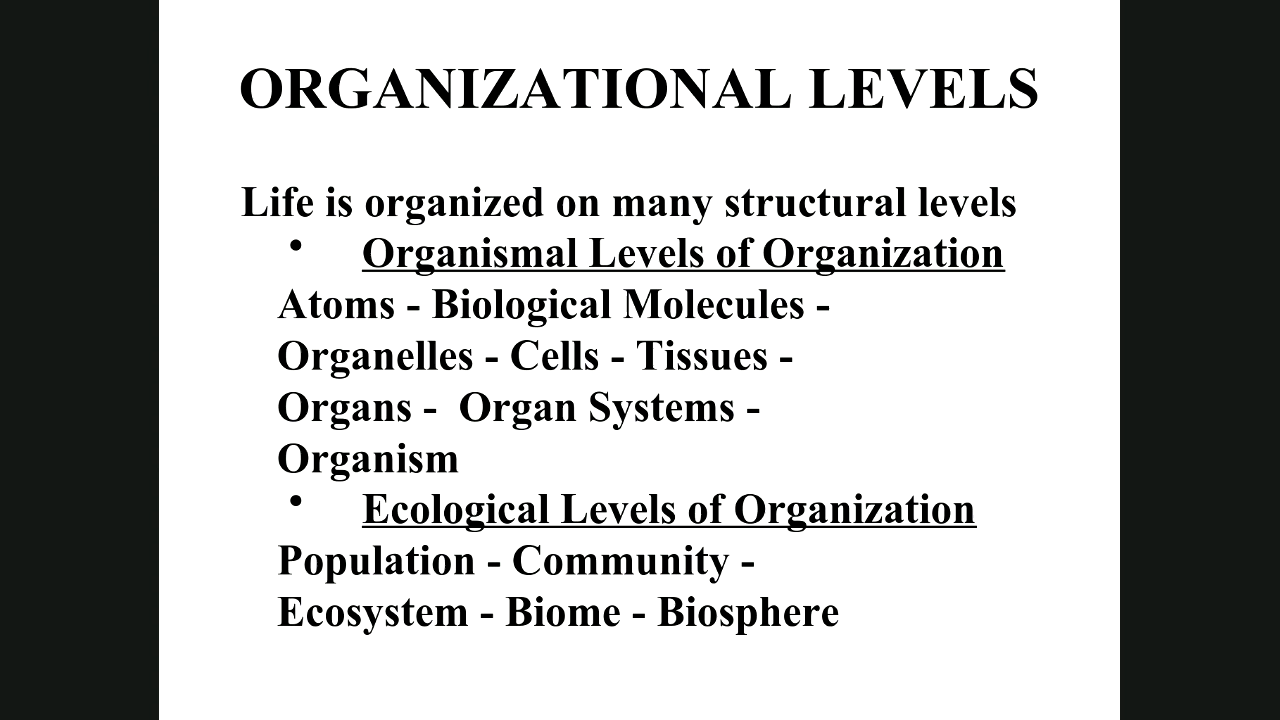 ORGANIZATIONAL LEVELS
Life is organized on many structural levels
• Organismal Levels of Organization
Atoms - Biological Molecules -
Organelles - Cells - Tissues -
Organs - Organ Systems -
Organism
• Ecological Levels of Organization
Population - Community -
Ecosystem - Biome - Biosphere